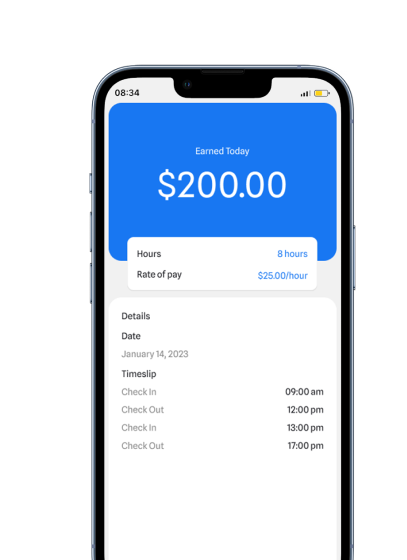 08:34
Earned Today
$200.00
Hours 8 hours
Rate of pay $25.00/hour
Details
Date
January 14, 2023
Timeslip
Check In 09:00 am
Check Out 12:00 pm
Check In 13:00 pm
Check Out 17:00 pm